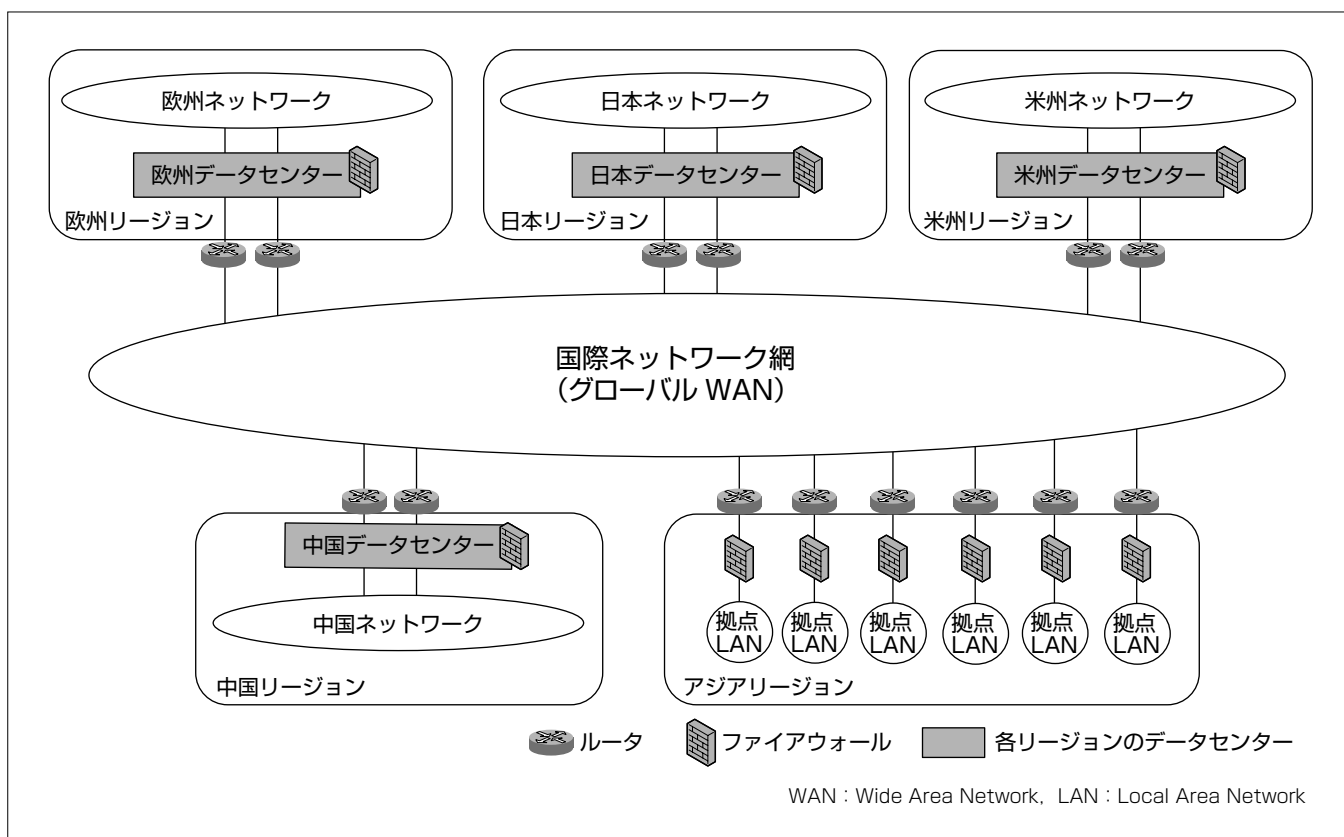 欧州ネットワーク
欧州データセンター
欧州リージョン
日本ネットワーク
日本データセンター
日本リージョン
米州ネットワーク
米州データセンター
米州リージョン
国際ネットワーク網
（グローバル WAN）
中国データセンター
中国ネットワーク
中国リージョン
拠点
LAN
拠点
LAN
拠点
LAN
拠点
LAN
拠点
LAN
拠点
LAN
アジアリージョン
ルータ
ファイアウォール
各リージョンのデータセンター
WAN：Wide Area Network, LAN：Local Area Network